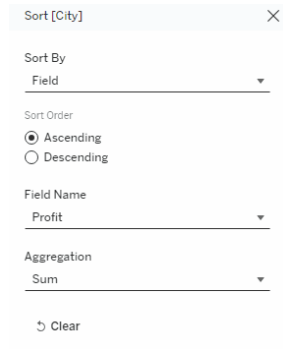 Sort [City]
Sort By
Field
Sort Order
Ascending
Descending
Field Name
Profit
Aggregation
Sum
Clear